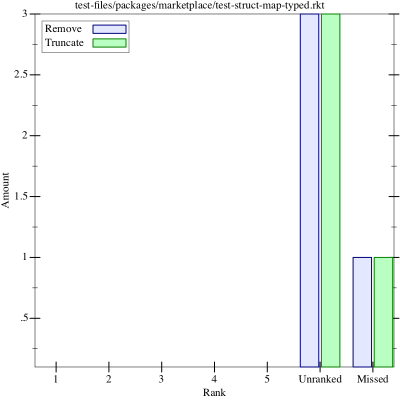 test-files/packages/marketplace/test-struct-map-typed.rkt
Remove
Truncate
3
2.5
2
1.5
1
.5
Amount
1 2 3 4 5 Unranked Missed
Rank